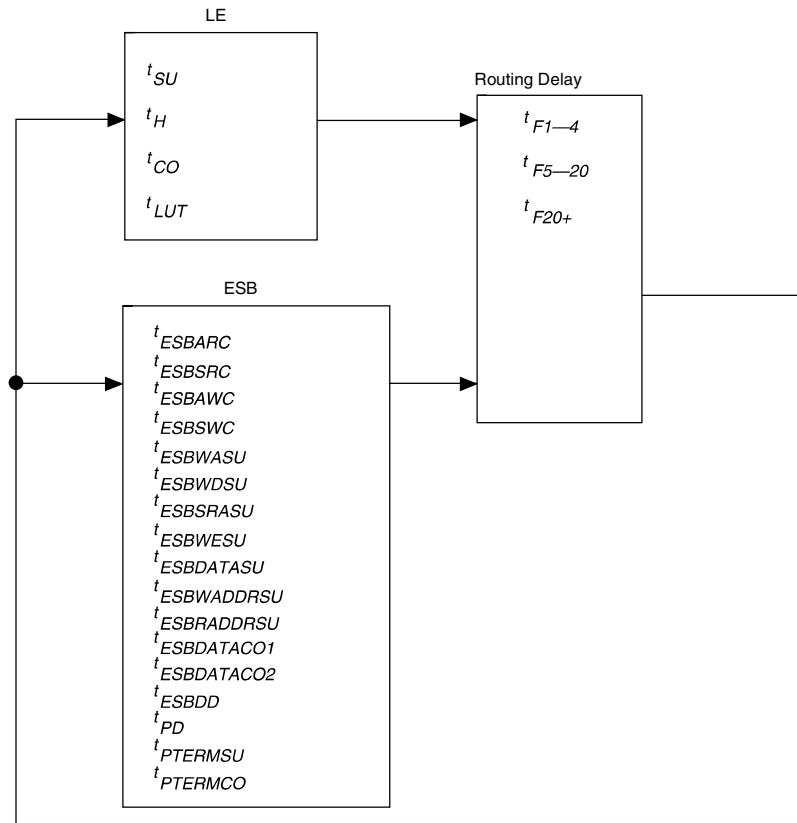 LE
tSU
tH
tCO
tLUT
Routing Delay
tF1—4
tF5—20
tF20+
ESB
tESBARC
tESBSRC
tESBAWC
tESBSWC
tESBWASU
tESBWDSU
tESBSRASU
tESBWESU
tESBDATASU
tESBWADDRSU
tESBRADDRSU
tESBDATACO1
tESBDATACO2
tESBDD
tPD
tPTERMSU
tPTERMCO